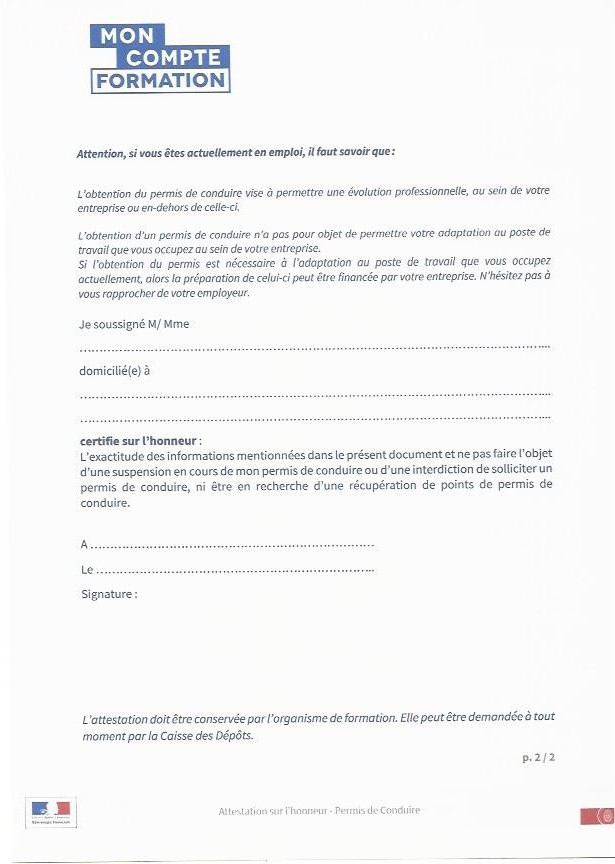 MON
COMPTE
FORMATION
Attention, si vous êtes actuellement en emploi, il faut savoir que :
L'obtention du permis de conduire vise à permettre une évolution professionnelle, au sein de votre
entreprise ou en-dehors de celle-ci.
L'obtention d'un permis de conduire n'a pas pour objet de permettre votre adaptation au poste de
travail que vous occupez au sein de votre entreprise.
Si l'obtention du permis est nécessaire à l'adaptation au poste de travail que vous occupez
actuellement, alors la préparation de celui-ci peut être financée par votre entreprise. N'hésitez pas à
vous rapprocher de votre employeur.
Je soussigné M/ Mme
domicilié(e) à
certifie sur l'honneur :
L'exactitude des informations mentionnées dans le présent document et ne pas faire l'objet
d'une suspension en cours de mon permis de conduire ou d'une interdiction de solliciter un
permis de conduire, ni être en recherche d'une récupération de points de permis de
conduire.
A ........................................................................
Le ......................................................................
Signature :
L'attestation doit être conservée par l'organisme de formation. Elle peut être demandée à tout
moment par la Caisse des Dépôts.
p. 2 / 2
Attestation sur l'honneur - Permis de Conduire